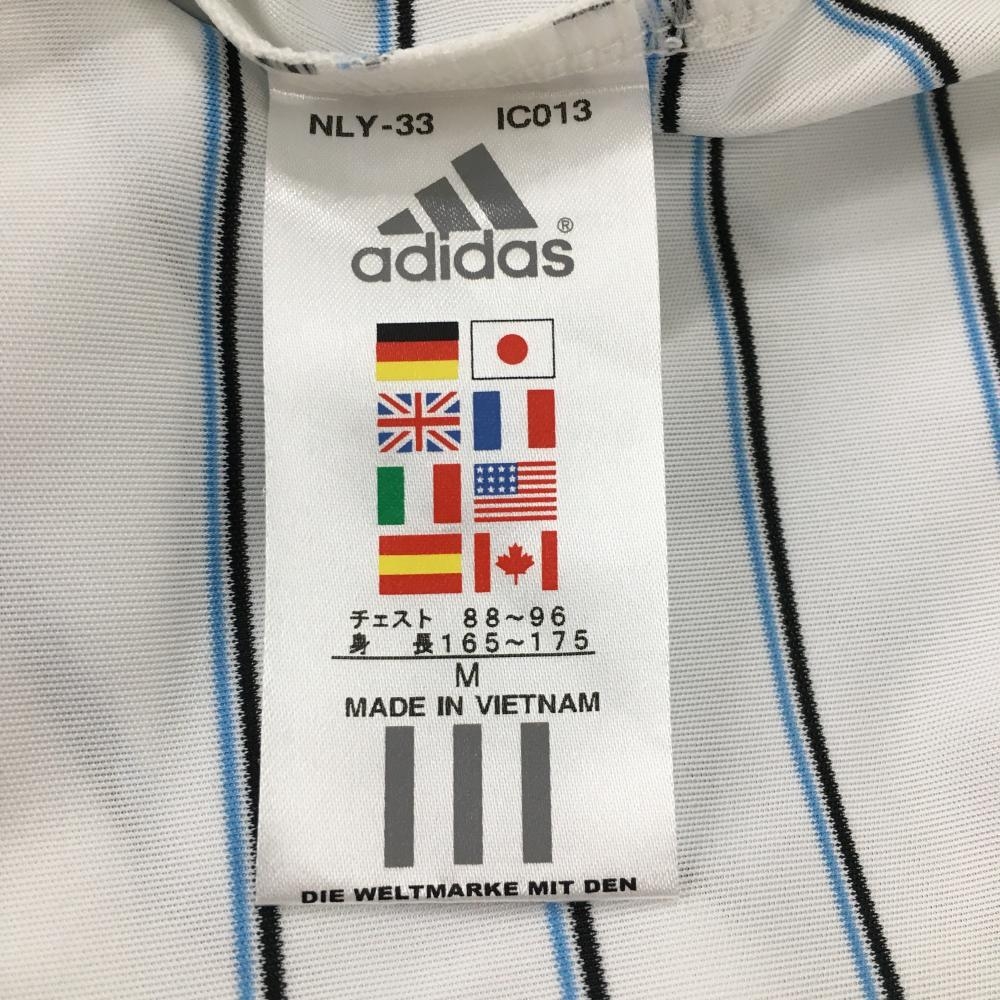 NLY-33 IC013
adidas®
チェスト 88～96
身 長165～175
M
MADE IN VIETNAM
DIE WELTMARKE MIT DEN